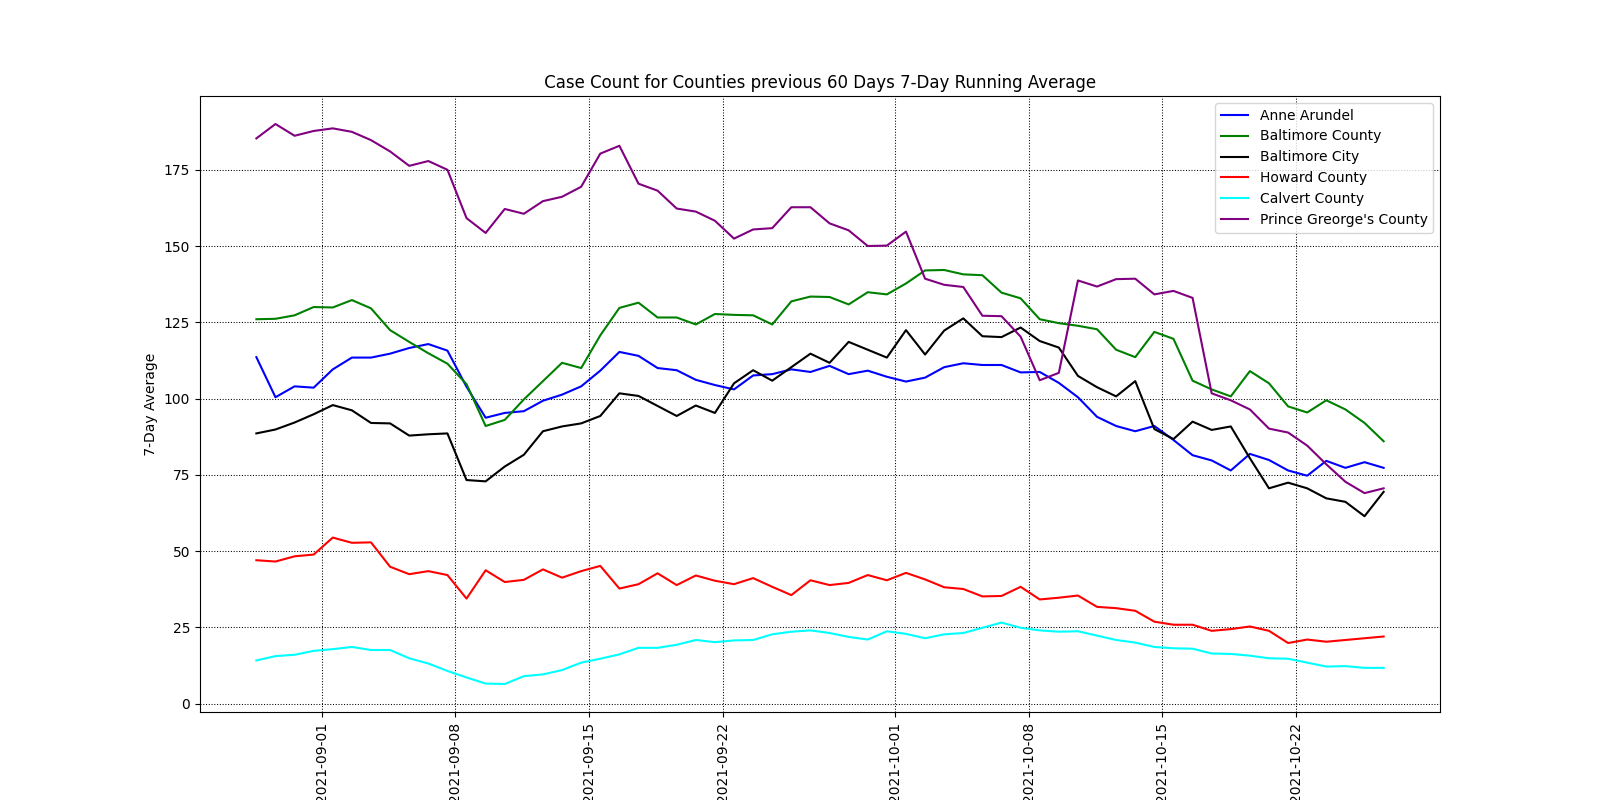 Case Count for Counties previous 60 Days 7-Day Running Average
Anne Arundel
Baltimore County
Baltimore City
Howard County
Calvert County
Prince Greorge's County
7-Day Average
175
150
125
100
75
50
25
0
2021-09-01
2021-09-08
2021-09-15
2021-09-22
2021-10-01
2021-10-08
2021-10-15
2021-10-22